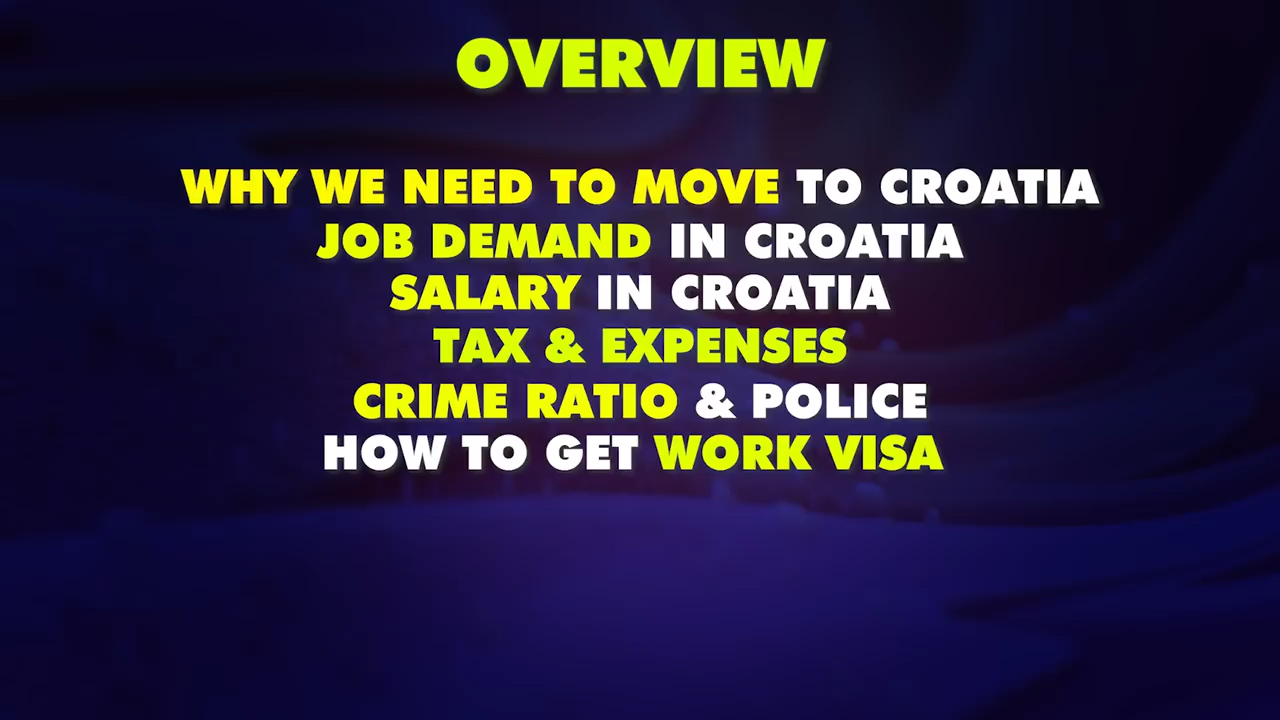 OVERVIEW
WHY WE NEED TO MOVE TO CROATIA
JOB DEMAND IN CROATIA
SALARY IN CROATIA
TAX & EXPENSES
CRIME RATIO & POLICE
HOW TO GET WORK VISA